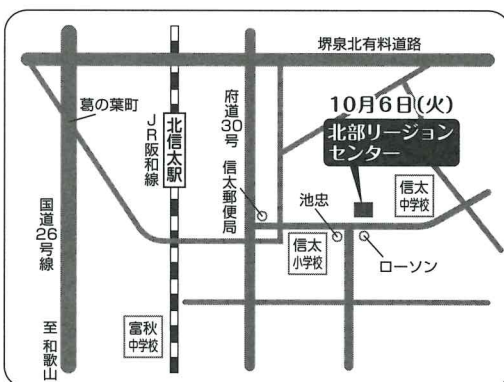 堺泉北有料道路
葛の葉町
JR阪和線
北信太駅
府道30号
信太郵便局
10月6日(火)
北部リージョン
センター
池忠
信太
中学校
信太
小学校
ローソン
国道26号線
富秋
中学校
至 和歌山